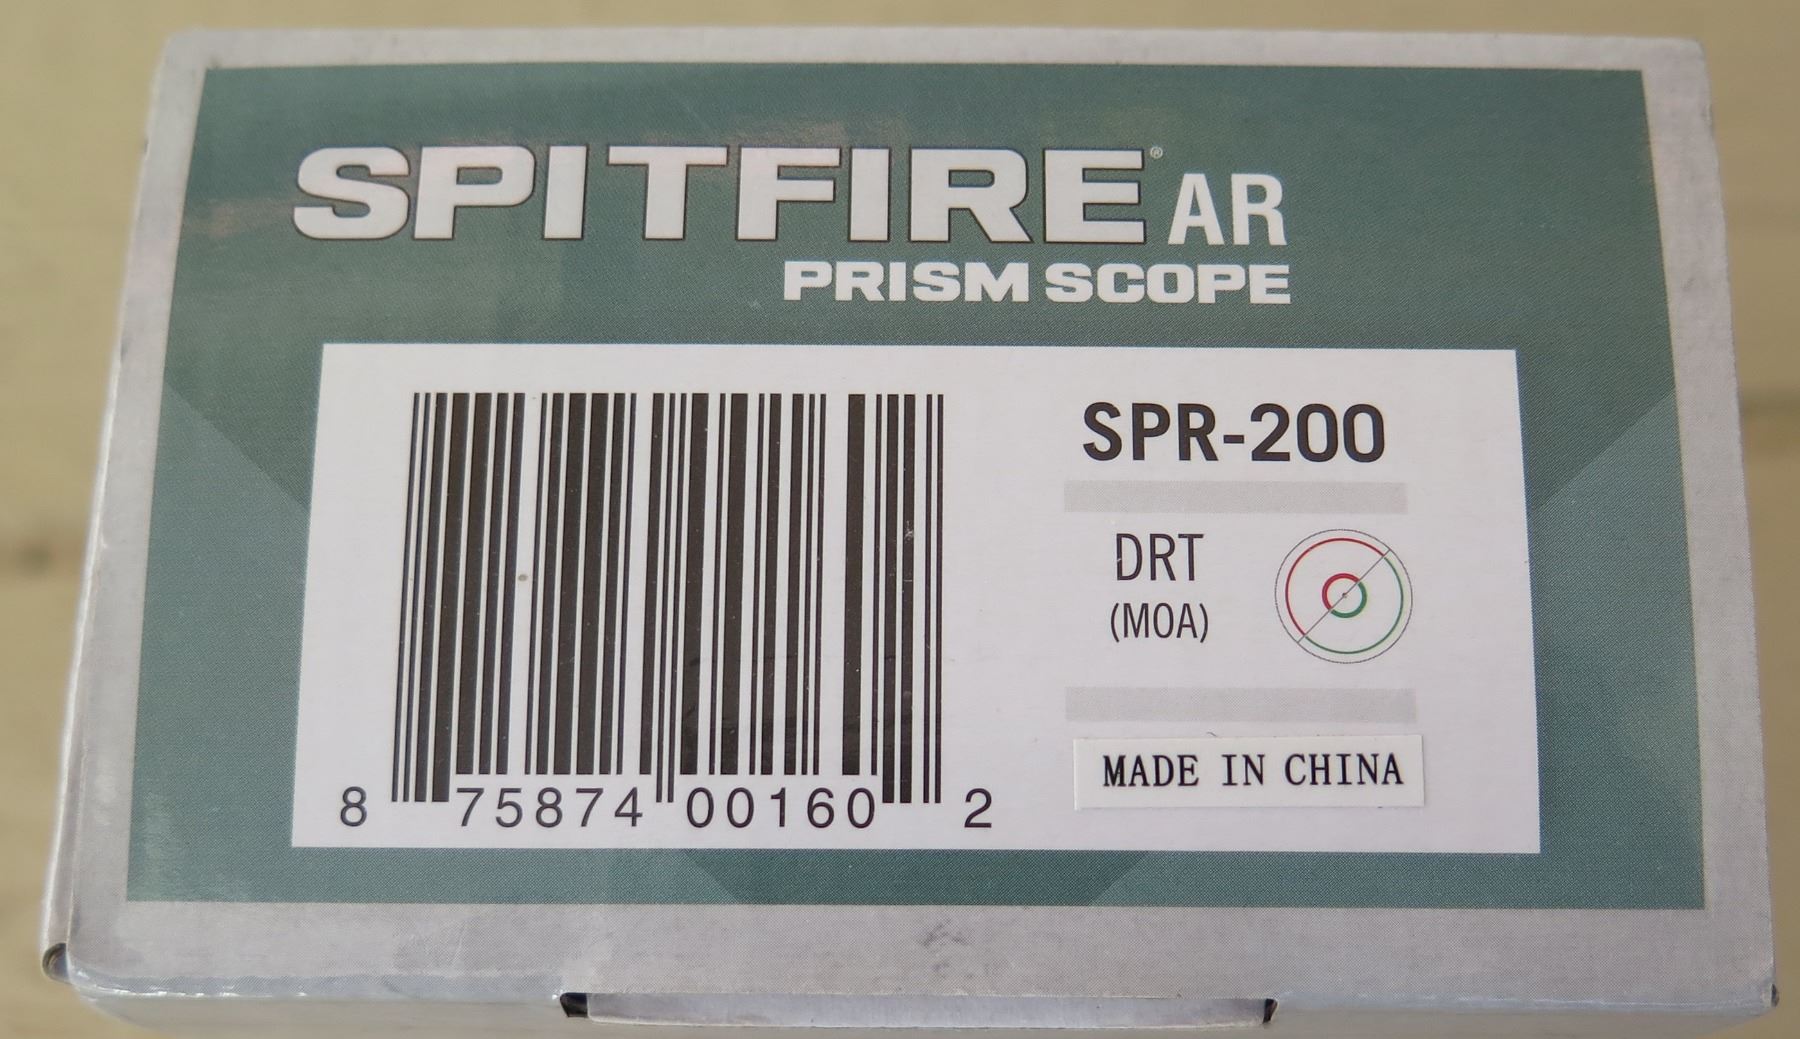 SPITFIRE® AR
PRISM SCOPE
SPR-200
DRT
(MOA)
MADE IN CHINA
8 75874 00160 2